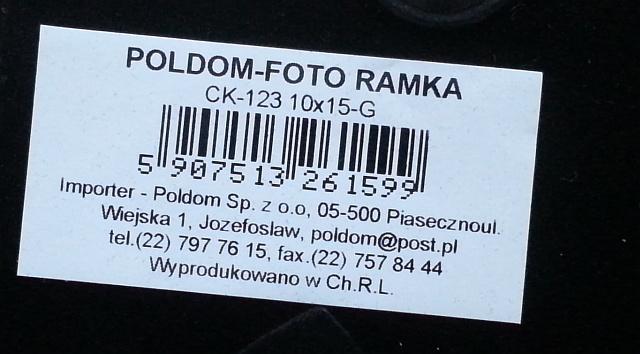 POLDOM-FOTO RAMKA
CK-123 10x15-G
5 907513 261599
Importer - Poldom Sp. z o.o, 05-500 Piasecznoul.
Wiejska 1, Jozefoslaw, poldom@post.pl
tel.(22) 797 76 15, fax.(22) 757 84 44
Wyprodukowano w Ch.R.L.